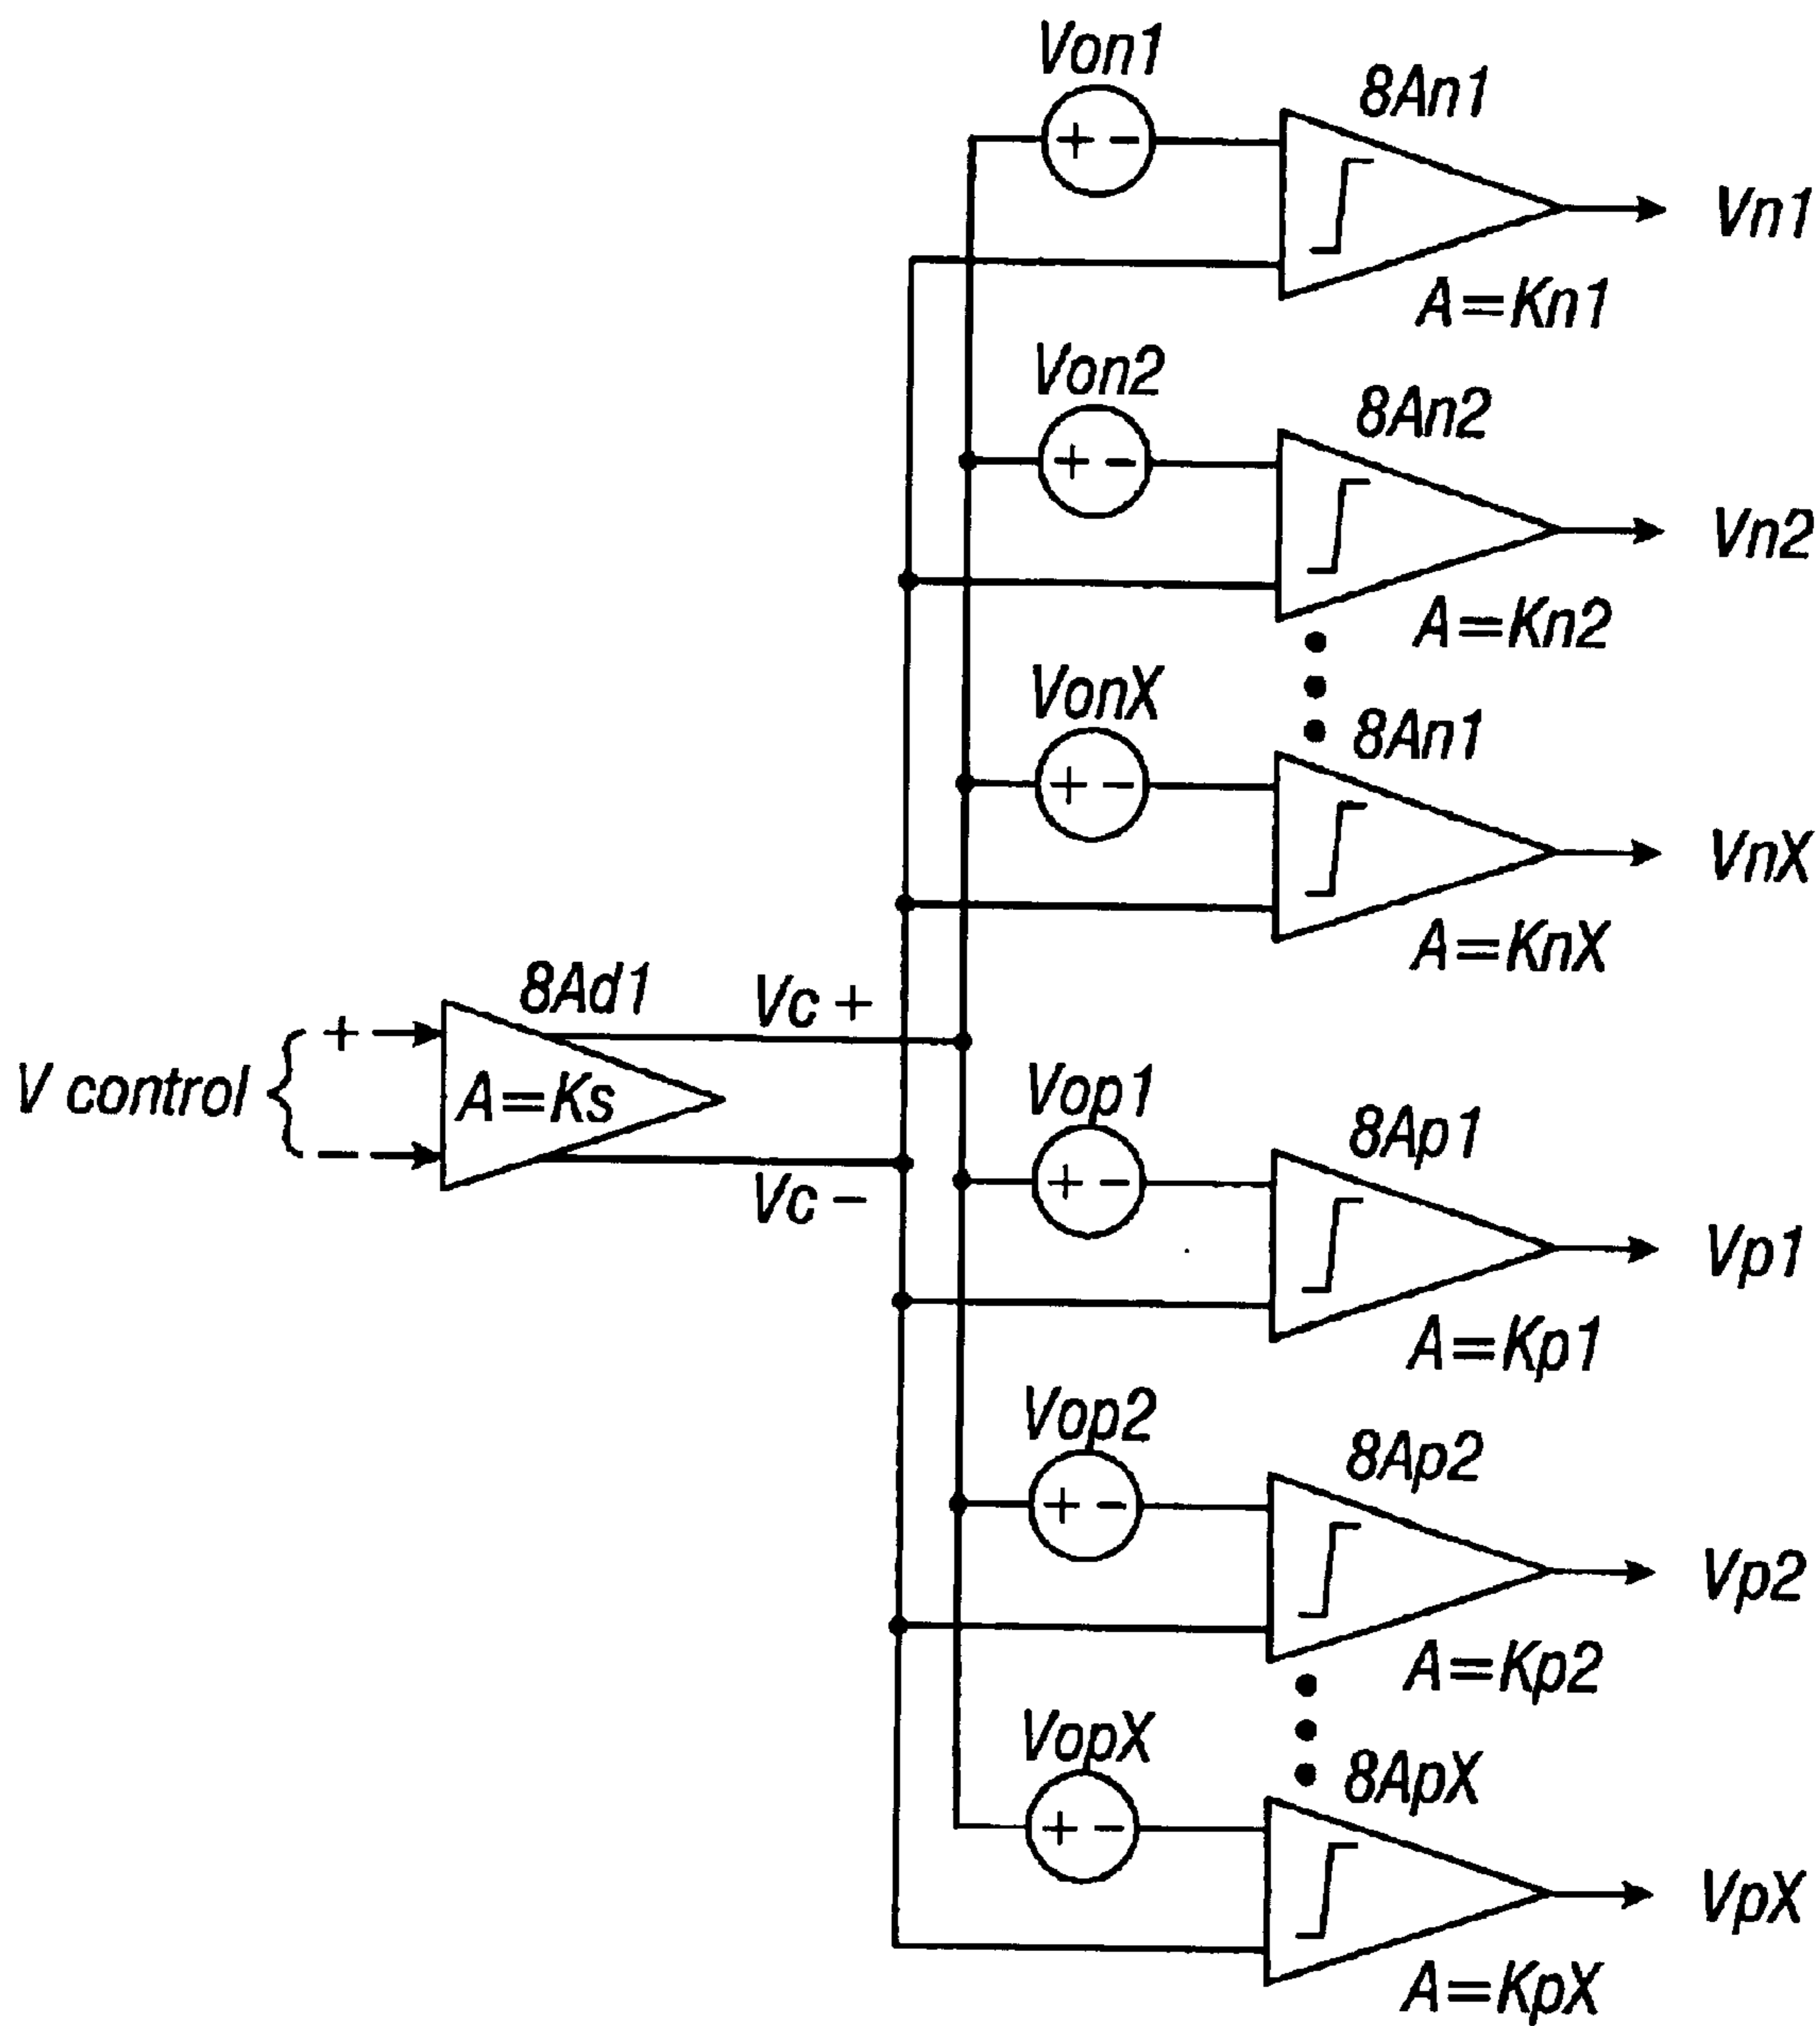 Von1
8An1
+ -
Vn1
A=Kn1
Von2
8An2
+ -
Vn2
A=Kn2
VonX
8An1
+ -
VnX
A=KnX
8Ad1
Vc +
V control { +
-
A=Ks
Vc -
Vop1
8Ap1
+ -
Vp1
A=Kp1
Vop2
8Ap2
+ -
Vp2
A=Kp2
VopX
8ApX
+ -
VpX
A=KpX